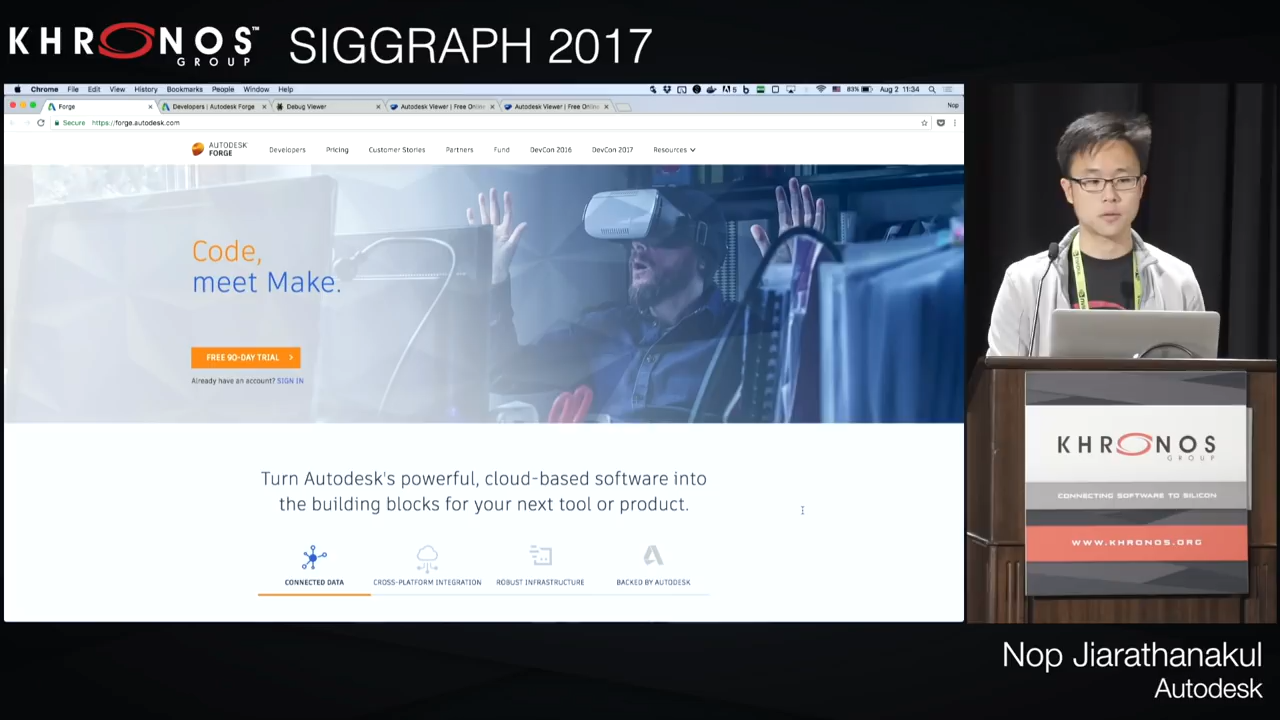 KHRONOS™
GROUP
SIGGRAPH 2017
Chrome File Edit View History Bookmarks People Window Help
5 83% Aug 2 11:34
Forge
Developers | Autodesk Forge
Debug Viewer
Autodesk Viewer | Free Online
Autodesk Viewer | Free Online
Nop
Secure https://forge.autodesk.com
AUTODESK
FORGE
Developers Pricing Customer Stories Partners Fund DevCon 2016 DevCon 2017 Resources
Code,
meet Make.
FREE 90-DAY TRIAL >
Already have an account? SIGN IN
Turn Autodesk's powerful, cloud-based software into
the building blocks for your next tool or product.
CONNECTED DATA
CROSS-PLATFORM INTEGRATION
ROBUST INFRASTRUCTURE
BACKED BY AUTODESK
KHRONOS
GROUP
CONNECTING SOFTWARE TO SILICON
WWW.KHRONOS.ORG
Nop Jiarathanakul
Autodesk